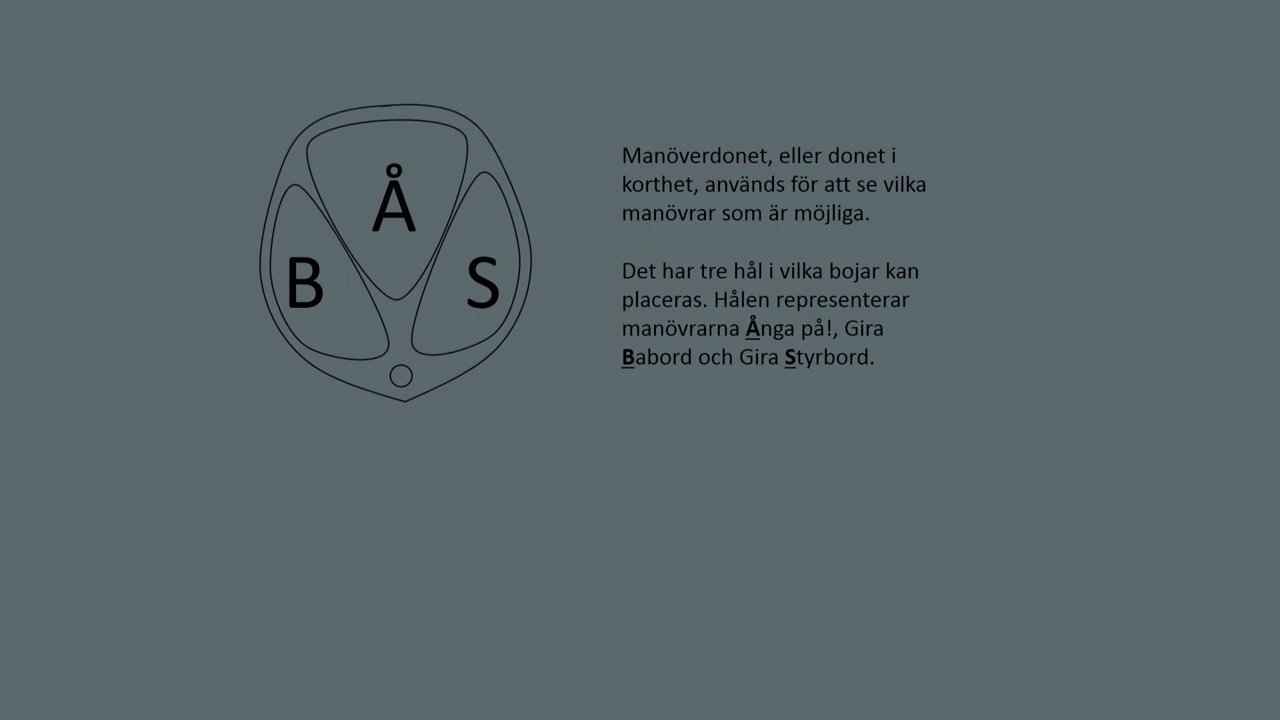 Å
B
S
Manöverdonet, eller donet i
korthet, används för att se vilka
manövrar som är möjliga.
Det har tre hål i vilka bojar kan
placeras. Hålen representerar
manövrarna Ånga på!, Gira
Babord och Gira Styrbord.